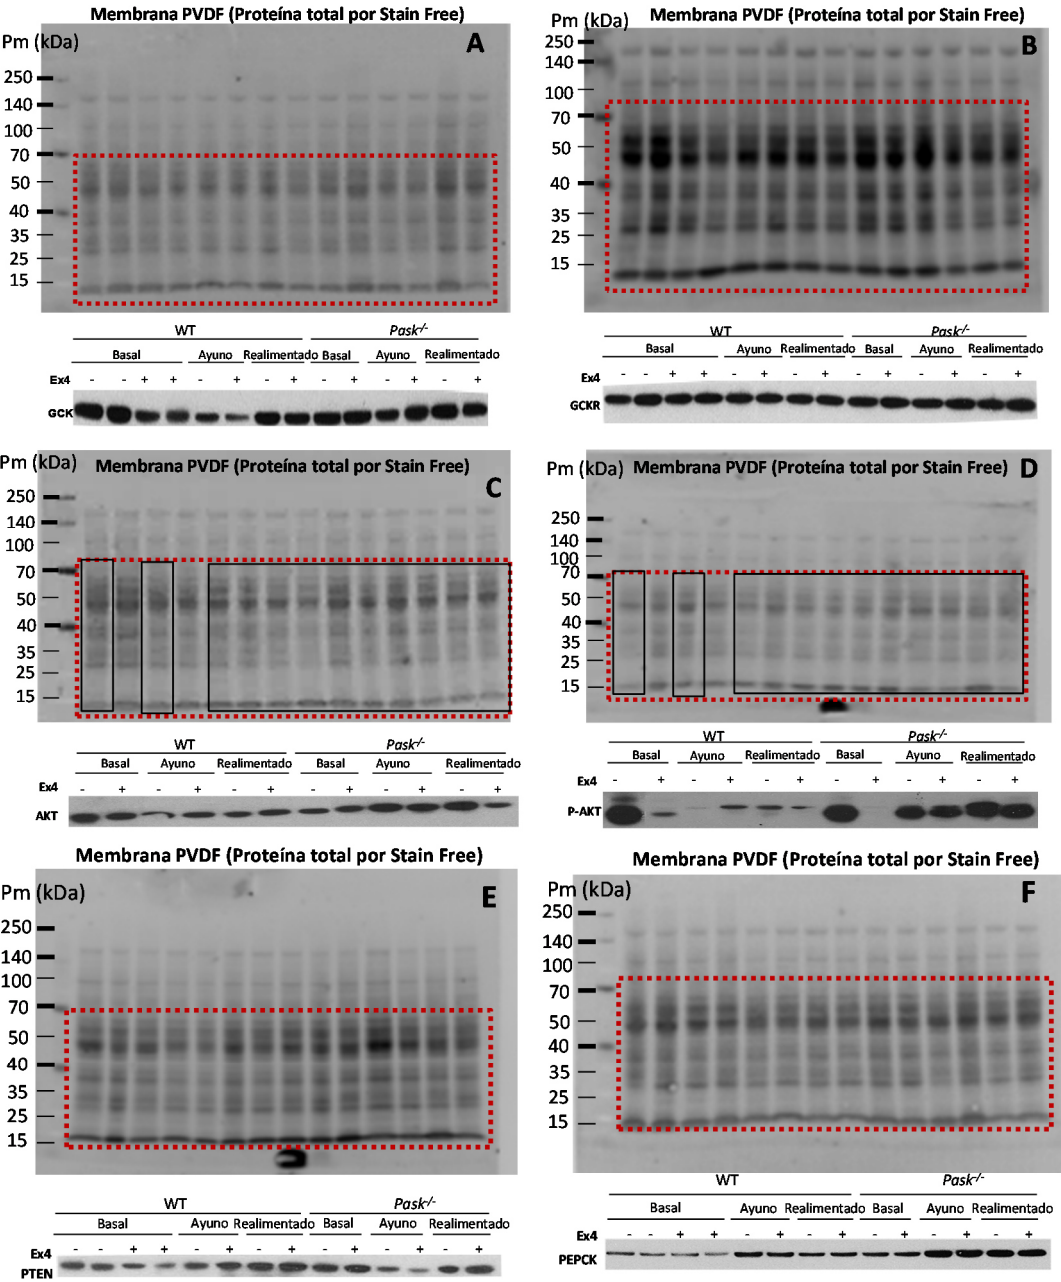 Membrana PVDF (Proteína total por Stain Free)
Pm (kDa)
A
250
140
100
70
50
40
35
25
15
WT
Pask-/-
Basal Ayuno Realimentado Basal Ayuno Realimentado
Ex4 - - + + - + - + - + - + - +
GCK
Membrana PVDF (Proteína total por Stain Free)
Pm (kDa)
B
250
140
100
70
50
40
35
25
15
WT
Pask-/-
Basal Ayuno Realimentado Basal Ayuno Realimentado
Ex4 - - + + - + - + - + - + - +
GCKR
Pm (kDa)
Membrana PVDF (Proteína total por Stain Free)
C
250
140
100
70
50
40
35
25
15
WT
Pask-/-
Basal Ayuno Realimentado Basal Ayuno Realimentado
Ex4 - + - + - + - + - + - +
AKT
Pm (kDa)
Membrana PVDF (Proteína total por Stain Free)
D
250
140
100
70
50
40
35
25
15
WT
Pask-/-
Basal Ayuno Realimentado Basal Ayuno Realimentado
Ex4 - + - + - + - + - + - +
P-AKT
Membrana PVDF (Proteína total por Stain Free)
Pm (kDa)
E
250
140
100
70
50
40
35
25
15
WT
Pask-/-
Basal Ayuno Realimentado Basal Ayuno Realimentado
Ex4 - - + + - + - + - + - + - +
PTEN
Membrana PVDF (Proteína total por Stain Free)
Pm (kDa)
F
250
140
100
70
50
40
35
25
15
WT
Pask-/-
Basal Ayuno Realimentado Basal Ayuno Realimentado
Ex4 - - + + - + - + - + - + - +
PEPCK